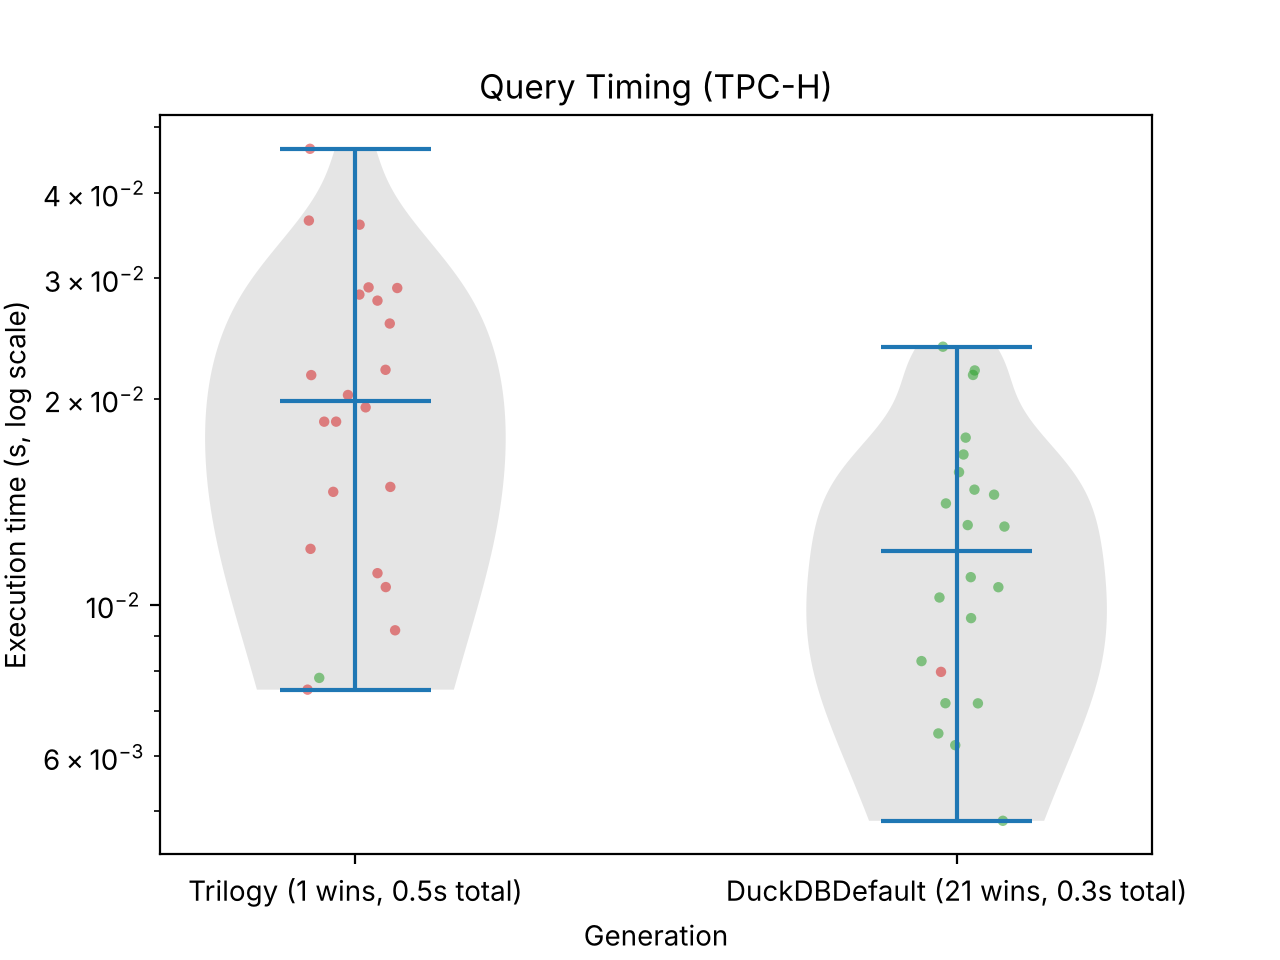 Query Timing (TPC-H)
Execution time (s, log scale)
4 × 10⁻²
3 × 10⁻²
2 × 10⁻²
10⁻²
6 × 10⁻³
Trilogy (1 wins, 0.5s total)
DuckDBDefault (21 wins, 0.3s total)
Generation